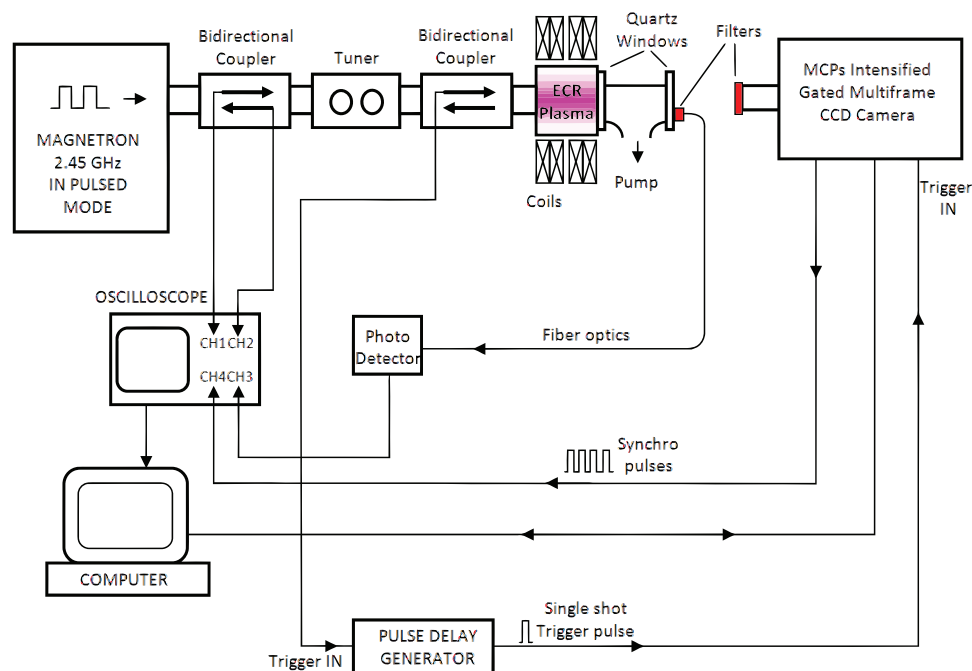 Bidirectional
Coupler
Tuner
Bidirectional
Coupler
Quartz
Windows
Filters
MAGNETRON
2.45 GHz
IN PULSED
MODE
ECR
Plasma
MCPs Intensified
Gated Multiframe
CCD Camera
Coils
Pump
Trigger
IN
OSCILLOSCOPE
CH1 CH2
CH4 CH3
Photo
Detector
Fiber optics
Synchro
pulses
COMPUTER
Single shot
Trigger pulse
Trigger IN
PULSE DELAY
GENERATOR